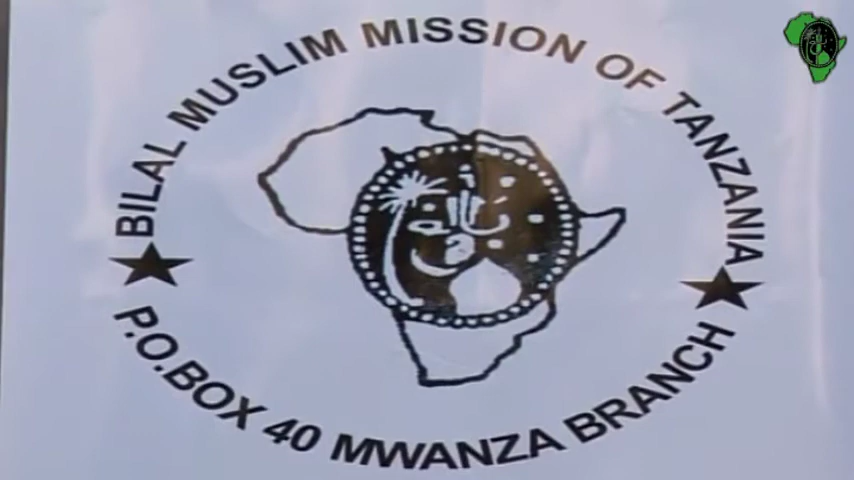 BILAL MUSLIM MISSION OF TANZANIA
P.O.BOX 40 MWANZA BRANCH